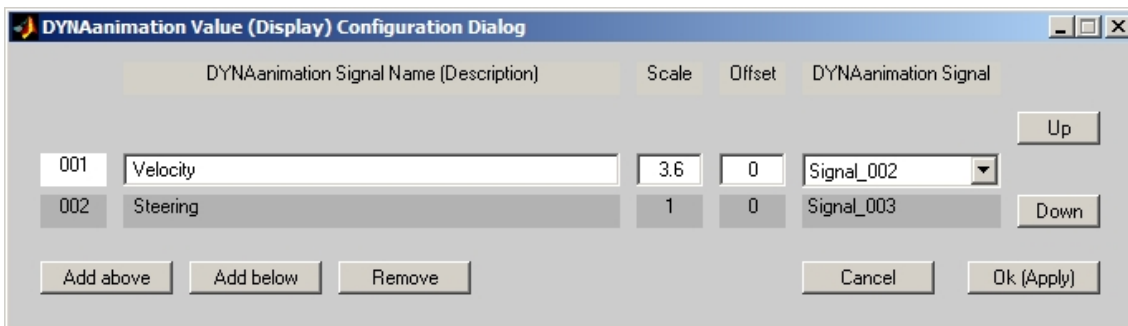 DYNAanimation Value (Display) Configuration Dialog
DYNAanimation Signal Name (Description) Scale Offset DYNAanimation Signal
Up
001 Velocity 3.6 0 Signal_002
002 Steering 1 0 Signal_003
Down
Add above Add below Remove Cancel Ok (Apply)